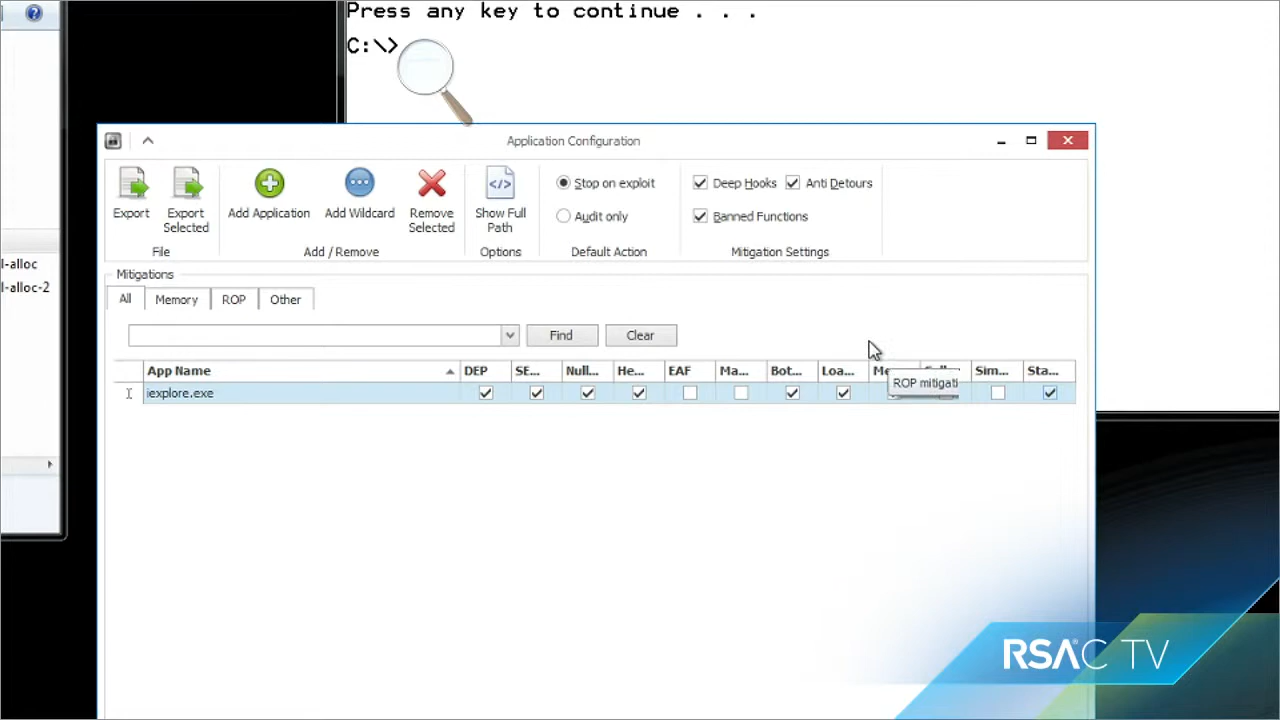 Press any key to continue . . .
C:\>
Application Configuration
Export
Export Selected
Add Application
Add Wildcard
Remove Selected
Show Full Path
Stop on exploit
Audit only
Deep Hooks
Anti Detours
Banned Functions
File
Add / Remove
Options
Default Action
Mitigation Settings
l-alloc
l-alloc-2
Mitigations
All Memory ROP Other
Find Clear
App Name DEP SE... Null... He... EAF Ma... Bot... Loa... Me... Sim... Sta...
ROP mitigati
iexplore.exe
RSAC TV